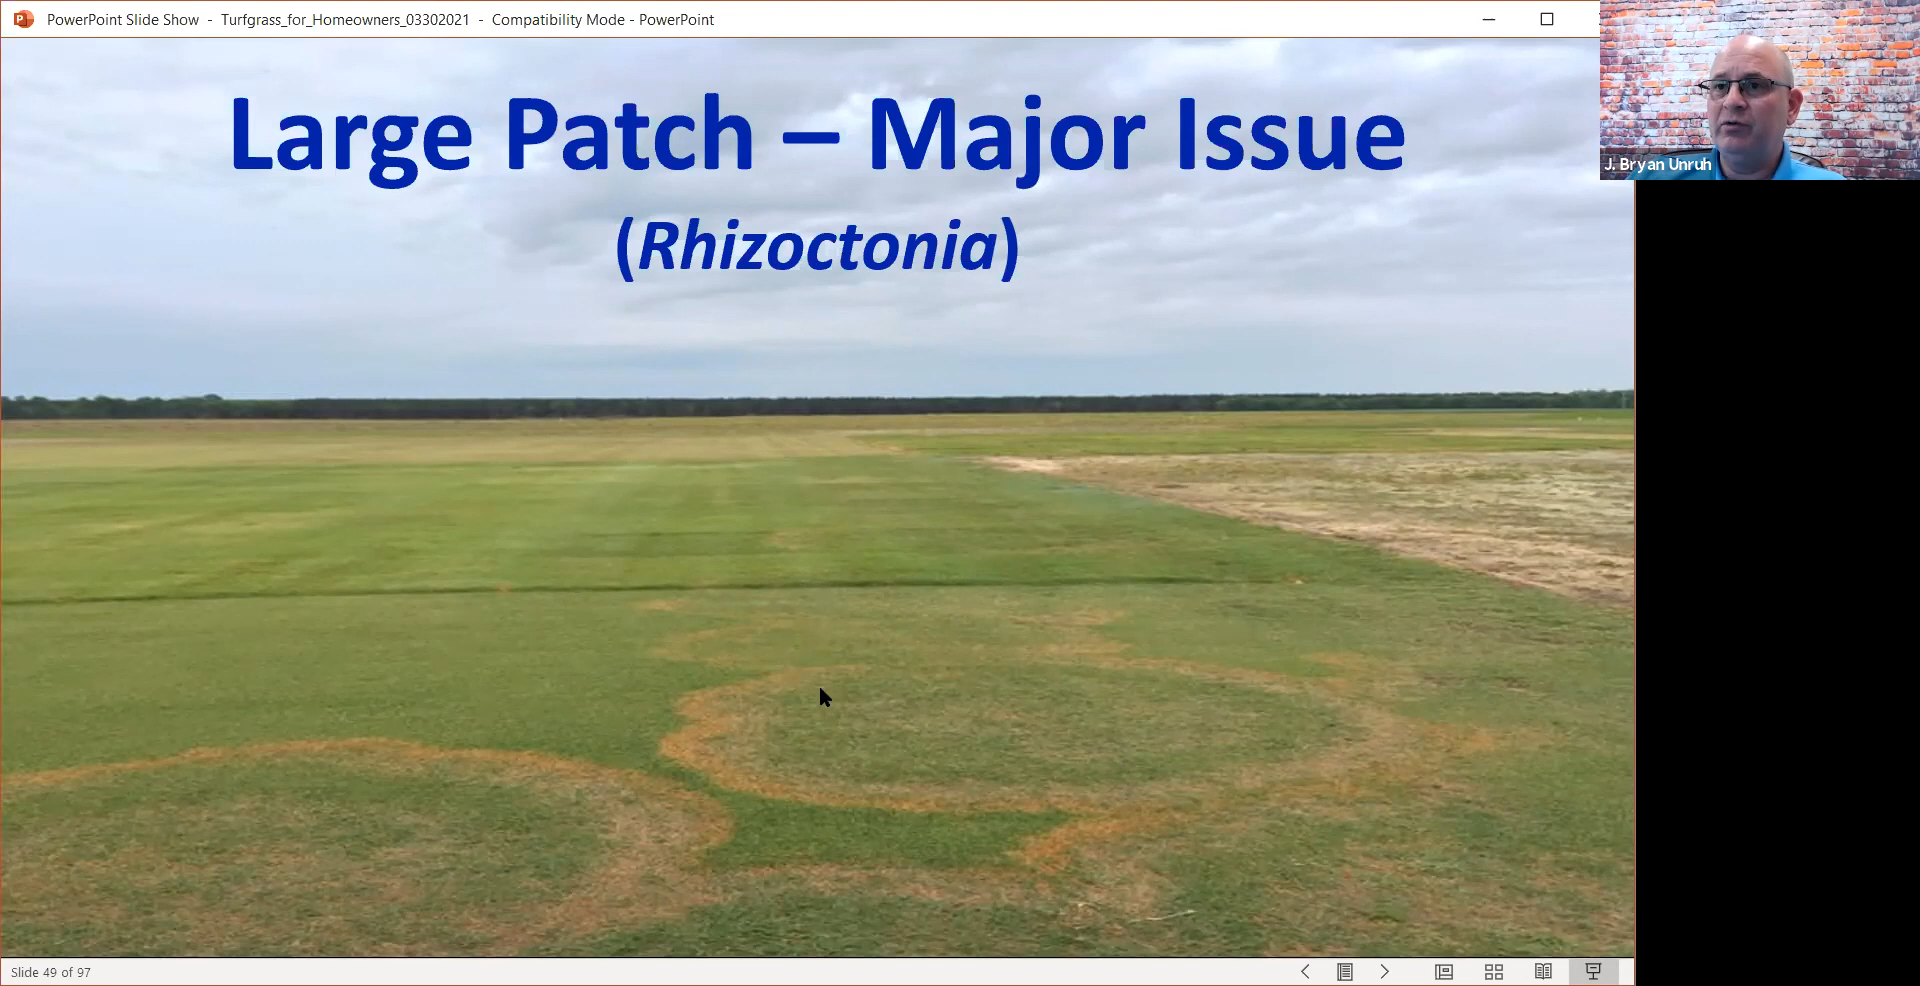 PowerPoint Slide Show - Turfgrass_for_Homeowners_03302021 - Compatibility Mode - PowerPoint
Large Patch – Major Issue
(Rhizoctonia)
J. Bryan Unruh
Slide 49 of 97